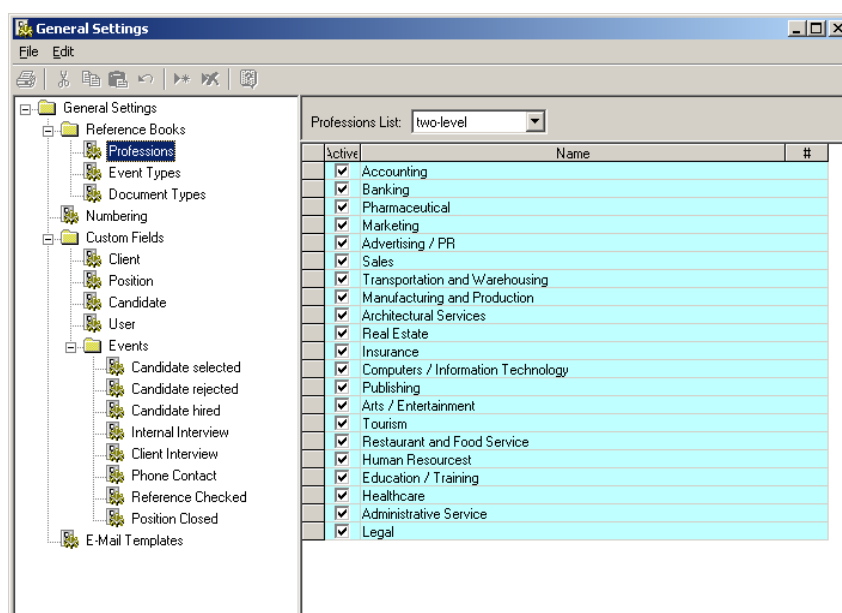 General Settings
File Edit
General Settings
Reference Books
Professions
Event Types
Document Types
Numbering
Custom Fields
Client
Position
Candidate
User
Events
Candidate selected
Candidate rejected
Candidate hired
Internal Interview
Client Interview
Phone Contact
Reference Checked
Position Closed
E-Mail Templates
Professions List: two-level
Active Name #
Accounting
Banking
Pharmaceutical
Marketing
Advertising / PR
Sales
Transportation and Warehousing
Manufacturing and Production
Architectural Services
Real Estate
Insurance
Computers / Information Technology
Publishing
Arts / Entertainment
Tourism
Restaurant and Food Service
Human Resourcest
Education / Training
Healthcare
Administrative Service
Legal